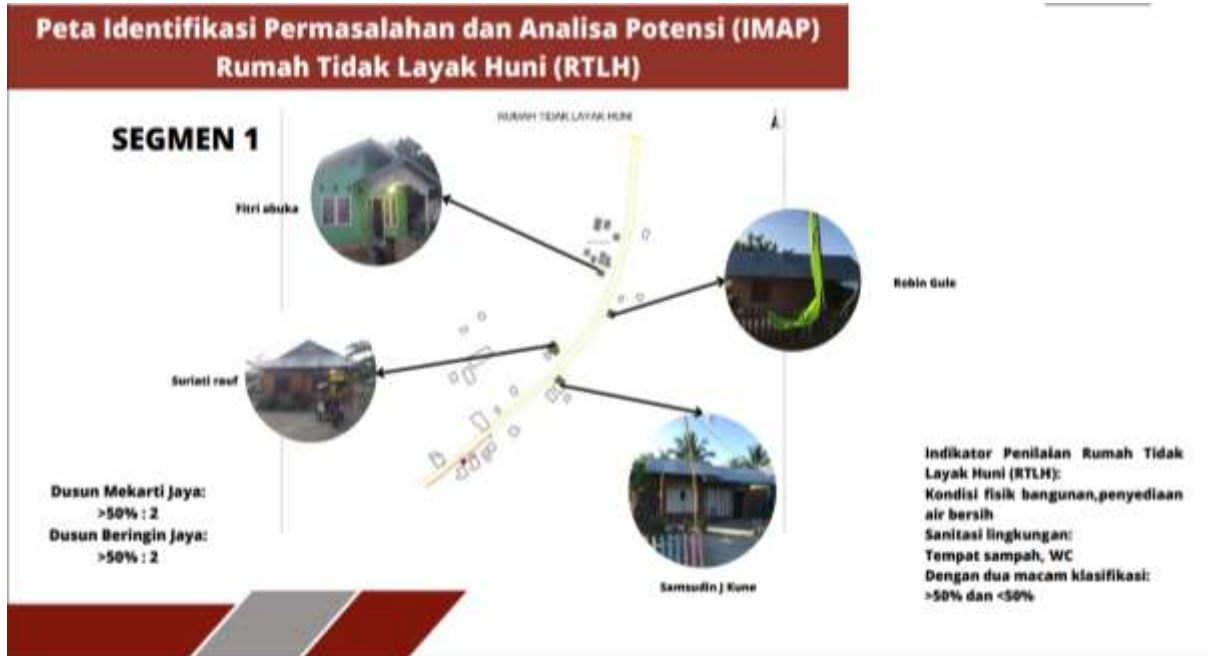 Peta Identifikasi Permasalahan dan Analisa Potensi (IMAP)
Rumah Tidak Layak Huni (RTLH)
RUMAH TIDAK LAYAK HUNI
SEGMEN 1
Fitri abuka
Robin Gule
Suriati rauf
Samsudin J Kune
Dusun Mekarti Jaya:
>50% : 2
Dusun Beringin Jaya:
>50% : 2
Indikator Penilaian Rumah Tidak
Layak Huni (RTLH):
Kondisi fisik bangunan,penyediaan
air bersih
Sanitasi lingkungan:
Tempat sampah, WC
Dengan dua macam klasifikasi:
>50% dan <50%